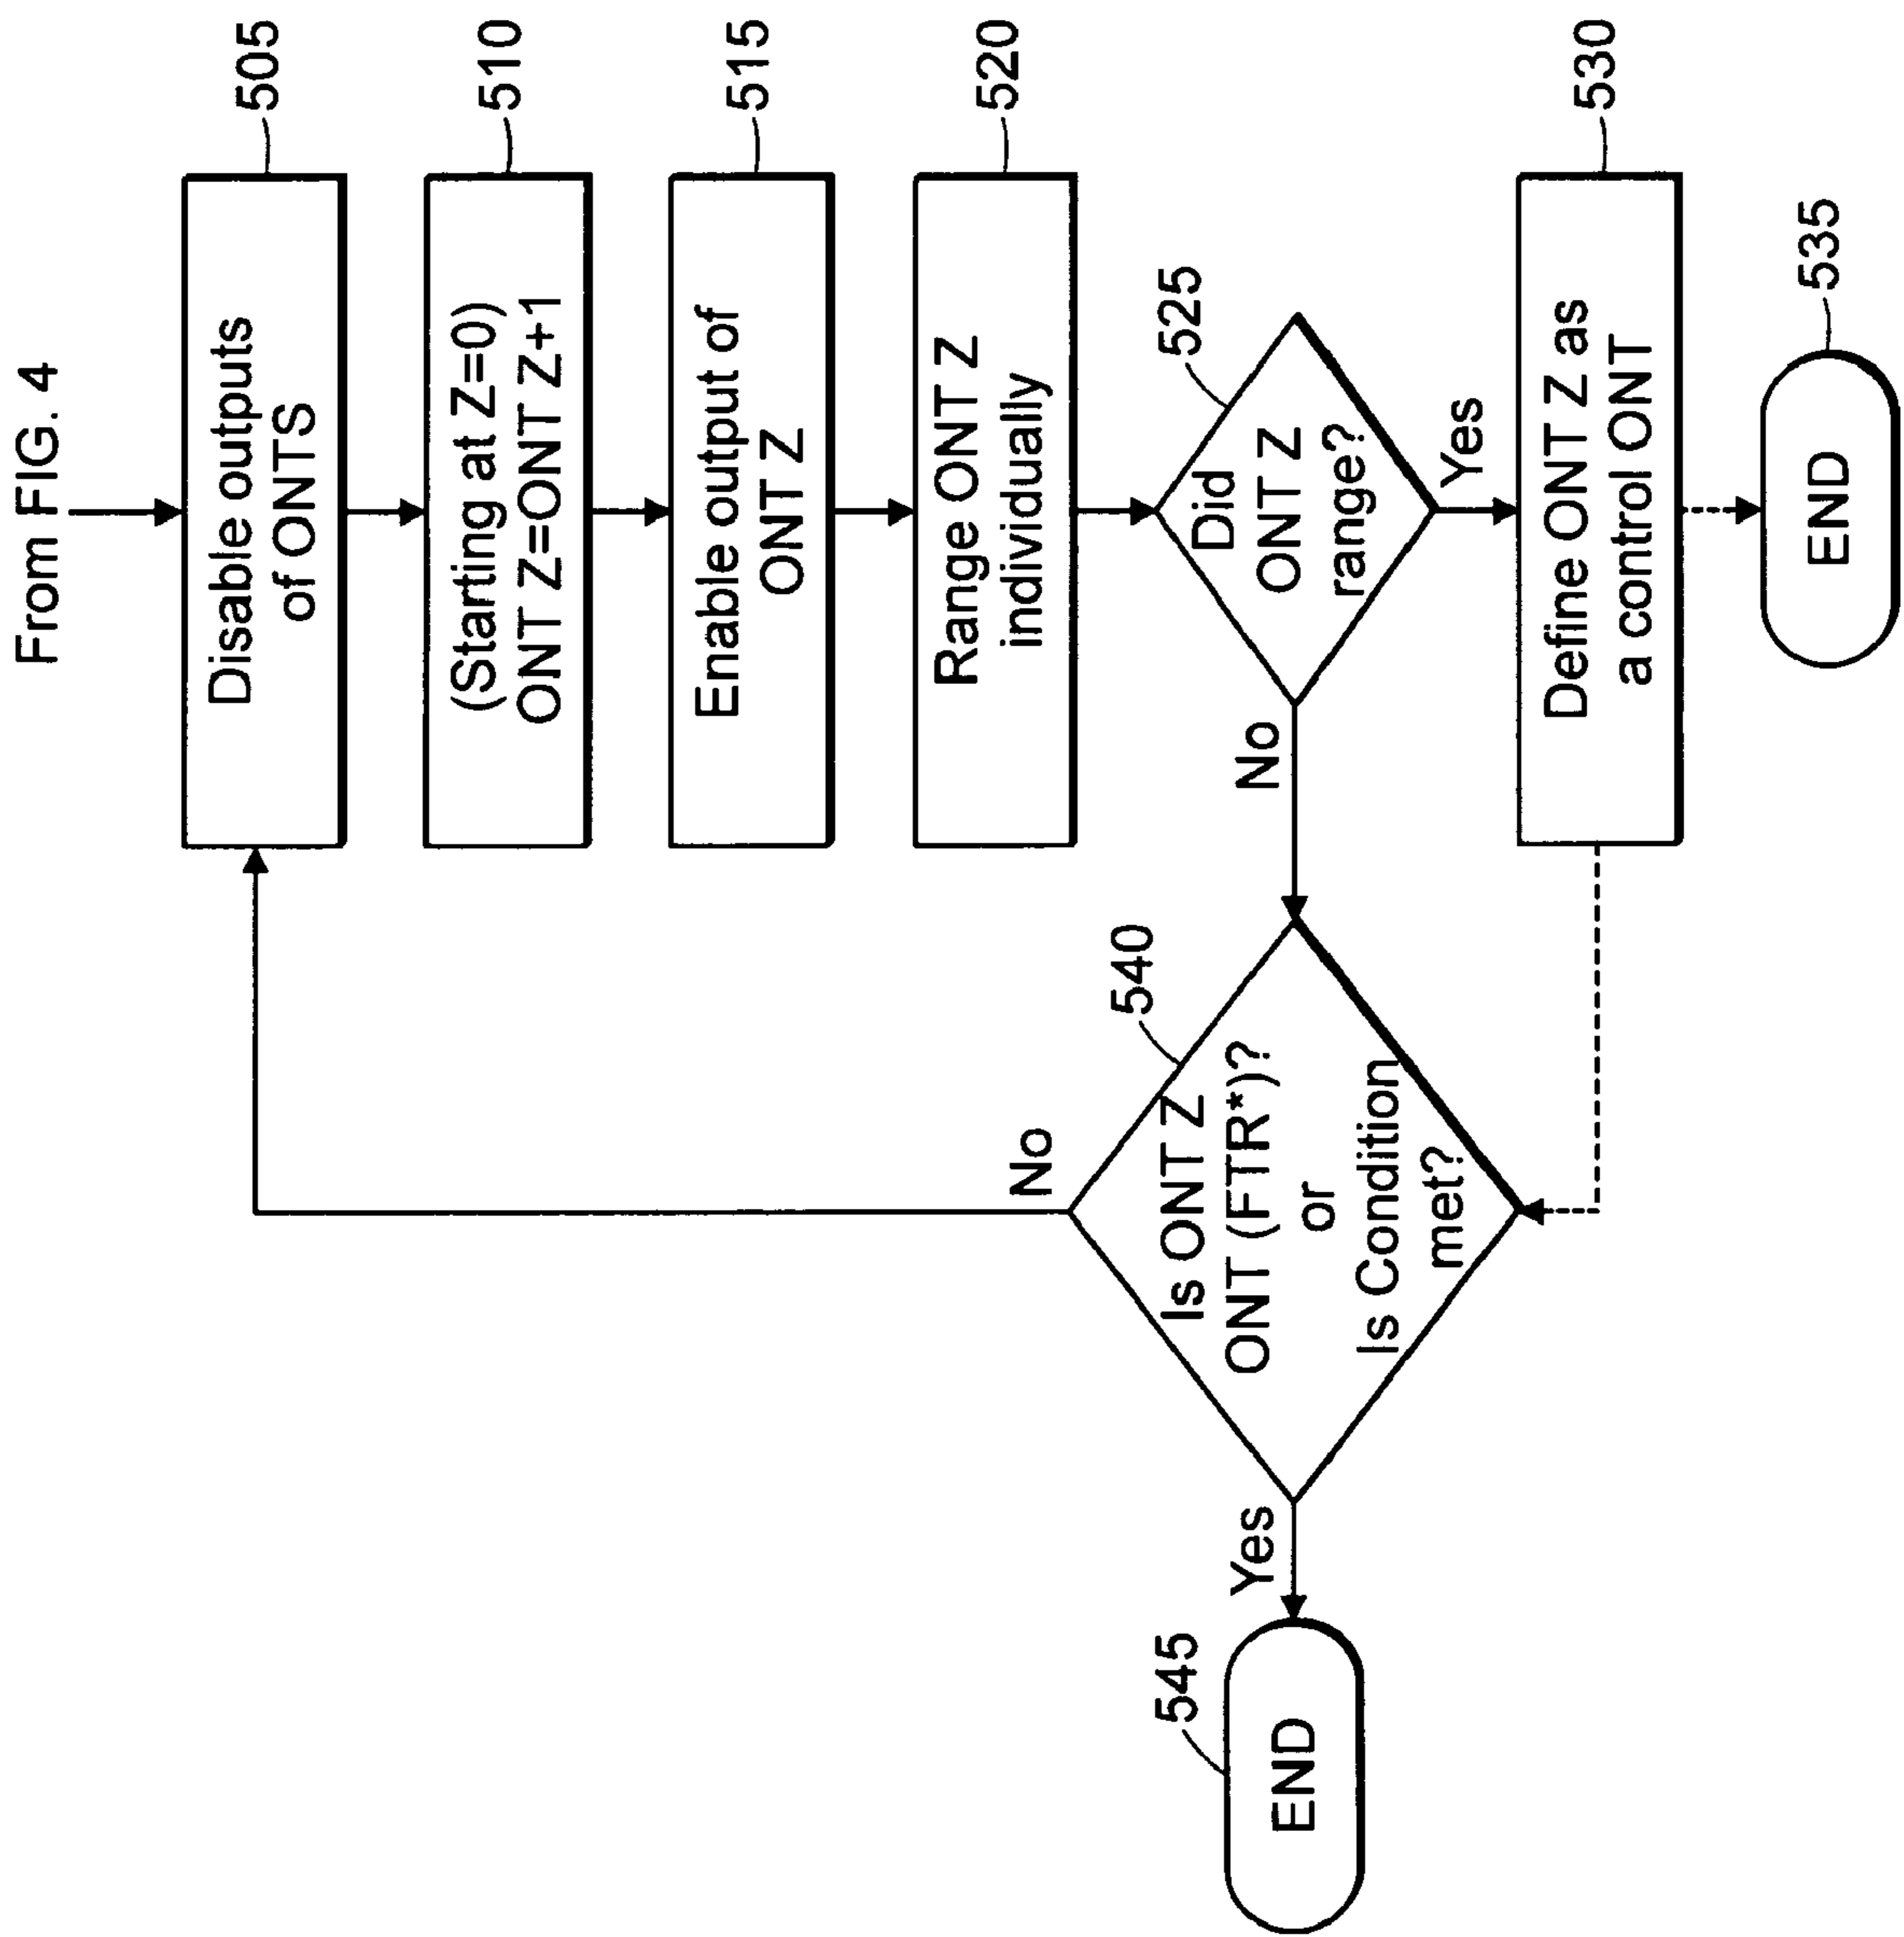 From FIG. 4
Disable outputs
of ONTS
505
(Starting at Z=0)
ONT Z=ONT Z+1
510
Enable output of
ONT Z
515
Range ONT Z
individually
520
Did
ONT Z
range?
525
Yes
No
Define ONT Z as
a control ONT
530
END
535
Is ONT Z
ONT (FTR*)?
or
Is Condition
met?
540
No
Yes
END
545